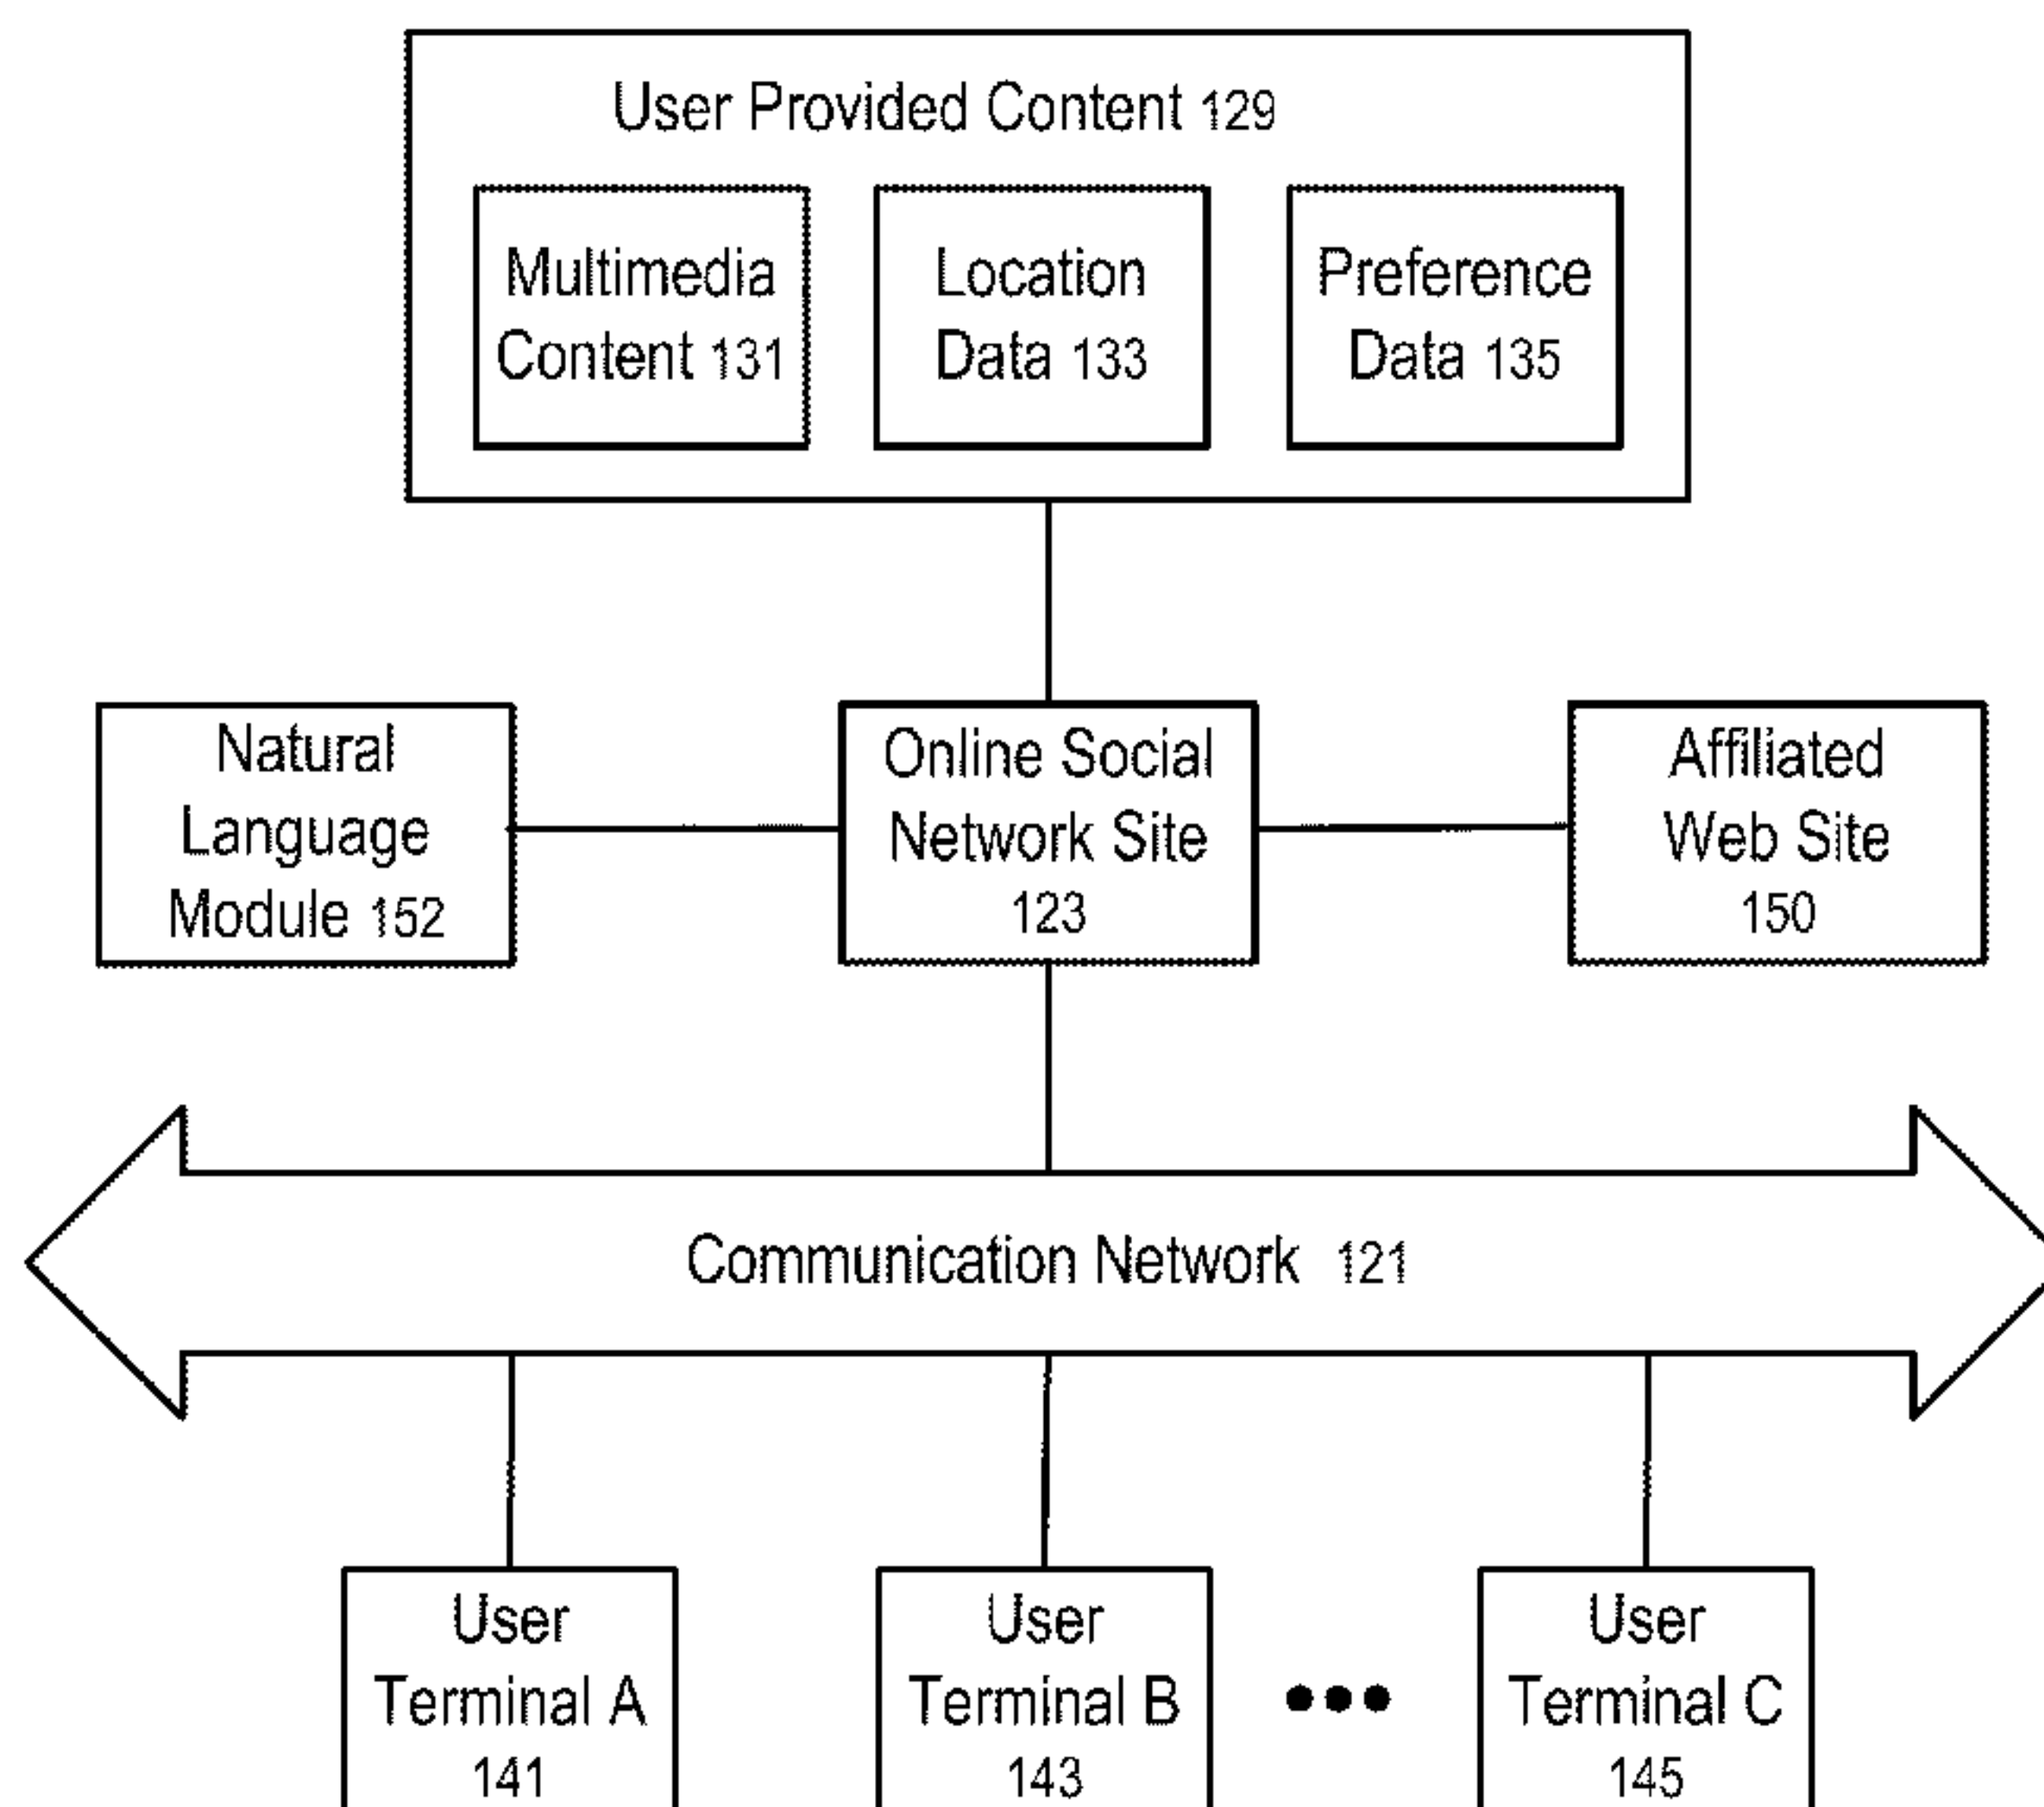 User Provided Content 129
Multimedia
Content 131
Location
Data 133
Preference
Data 135
Natural
Language
Module 152
Online Social
Network Site
123
Affiliated
Web Site
150
Communication Network 121
User
Terminal A
141
User
Terminal B
143
User
Terminal C
145